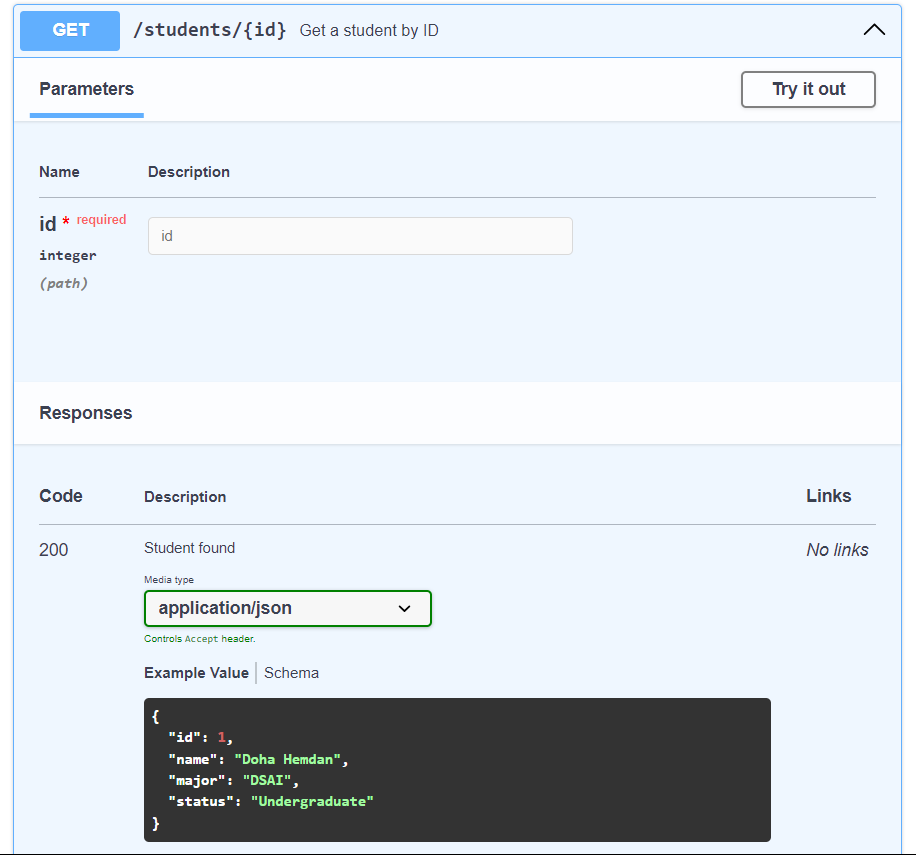 GET /students/{id} Get a student by ID
Parameters Try it out
Name Description
id * required
id
integer
(path)
Responses
Code Description Links
200 Student found No links
Media type
application/json
Controls Accept header.
Example Value Schema
{
"id": 1,
"name": "Doha Hemdan",
"major": "DSAI",
"status": "Undergraduate"
}